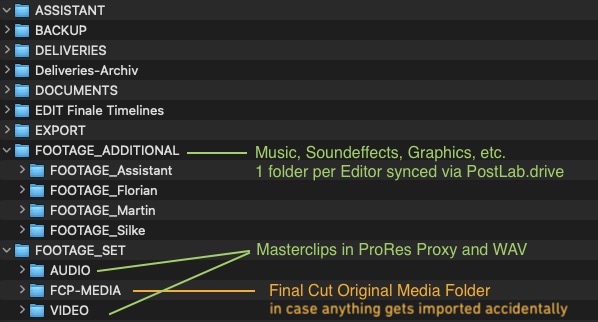 ASSISTANT
BACKUP
DELIVERIES
Deliveries-Archiv
DOCUMENTS
EDIT Finale Timelines
EXPORT
FOOTAGE_ADDITIONAL
Music, Soundeffects, Graphics, etc.
FOOTAGE_Assistant
1 folder per Editor synced via PostLab.drive
FOOTAGE_Florian
FOOTAGE_Martin
FOOTAGE_Silke
FOOTAGE_SET
Masterclips in ProRes Proxy and WAV
AUDIO
FCP-MEDIA
Final Cut Original Media Folder
VIDEO
in case anything gets imported accidentally